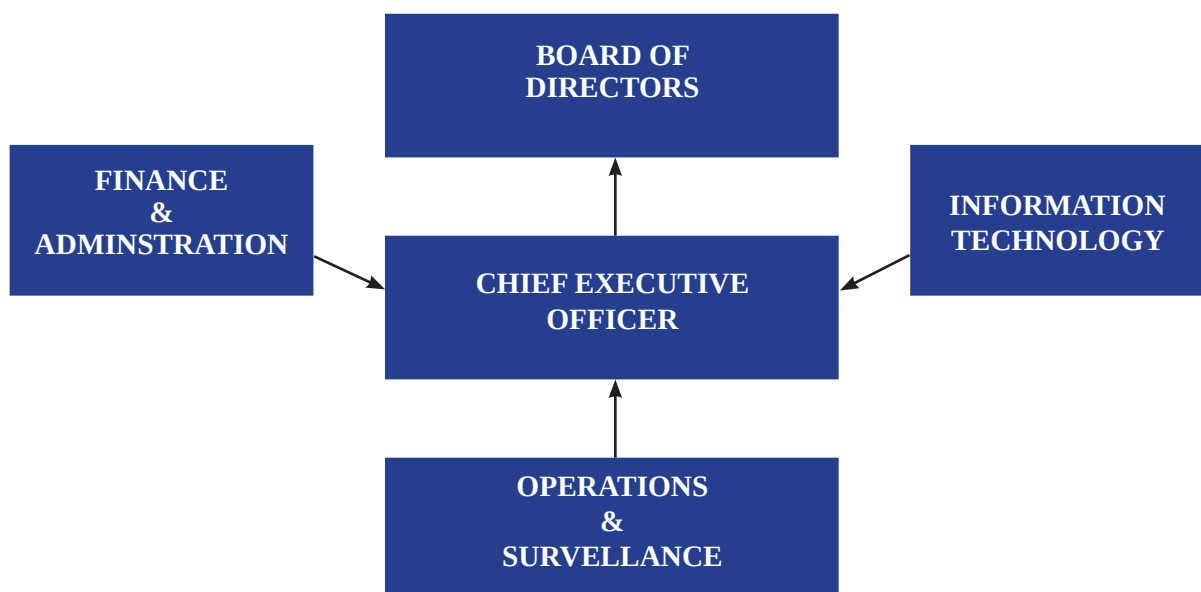 BOARD OF
DIRECTORS
FINANCE
&
ADMINSTRATION
INFORMATION
TECHNOLOGY
CHIEF EXECUTIVE
OFFICER
OPERATIONS
&
SURVELLANCE